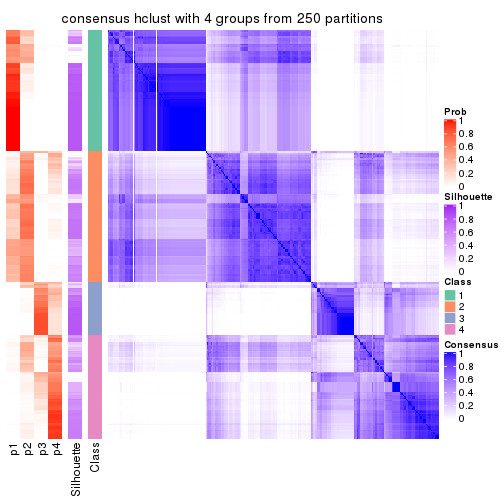 consensus hclust with 4 groups from 250 partitions
Prob
1
0.8
0.6
0.4
0.2
0
Silhouette
1
0.8
0.6
0.4
0.2
0
Class
1
2
3
4
Consensus
1
0.8
0.6
0.4
0.2
0
p1
p2
p3
p4
Silhouette
Class